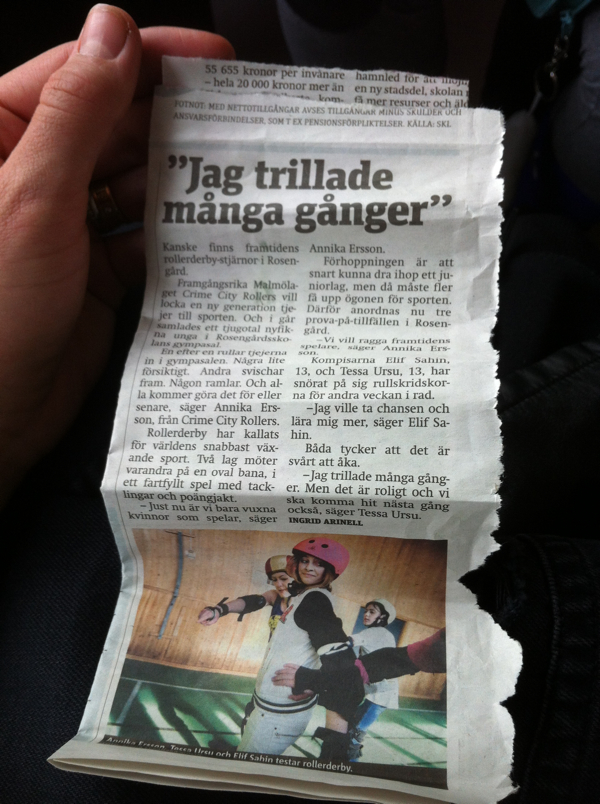 55 655 kronor per invånare
– hela 20 000 kronor mer än
hamnled för att
en ny stadsdel, skolan
få mer resurser och
FOTNOT: MED NETTOTILLGÅNGAR AVSES TILLGÅNGAR MINUS SKULDER OCH
ANSVARSFÖRBINDELSER, SOM T EX PENSIONSFÖRPLIKTELSER. KÄLLA: SKL.
”Jag trillade
många gånger”
Kanske finns framtidens
rollerderby-stjärnor i Rosen-
gård.
Framgångsrika Malmöla-
get Crime City Rollers vill
locka en ny generation tje-
jer till sporten. Och i går
samlades ett tjugotal nyfik-
na unga i Rosengårdssko-
lans gympasal.
En efter en rullar tjejerna
in i gympasalen. Några lite
försiktigt. Andra svischar
fram. Någon ramlar. Och al-
la kommer göra det för eller
senare, säger Annika Ers-
son, från Crime City Rollers.
Rollerderby har kallats
för världens snabbast väx-
ande sport. Två lag möter
varandra på en oval bana, i
ett fartfyllt spel med tack-
lingar och poängjakt.
– Just nu är vi bara vuxna
kvinnor som spelar, säger
Annika Ersson.
Förhoppningen är att
snart kunna dra ihop ett ju-
niorlag, men då måste fler
få upp ögonen för sporten.
Därför anordnas nu tre
prova-på-tillfällen i Rosen-
gård.
–Vi vill ragga framtidens
spelare, säger Annika Ers-
son.
Kompisarna Elif Sahin,
13, och Tessa Ursu, 13, har
snörat på sig rullskridskor-
na för andra veckan i rad.
–Jag ville ta chansen och
lära mig mer, säger Elif Sa-
hin.
Båda tycker att det är
svårt att åka.
–Jag trillade många gång-
er. Men det är roligt och vi
ska komma hit nästa gång
också, säger Tessa Ursu.
INGRID ARINELL
Annika Ersson, Tessa Ursu och Elif Sahin testar rollerderby.